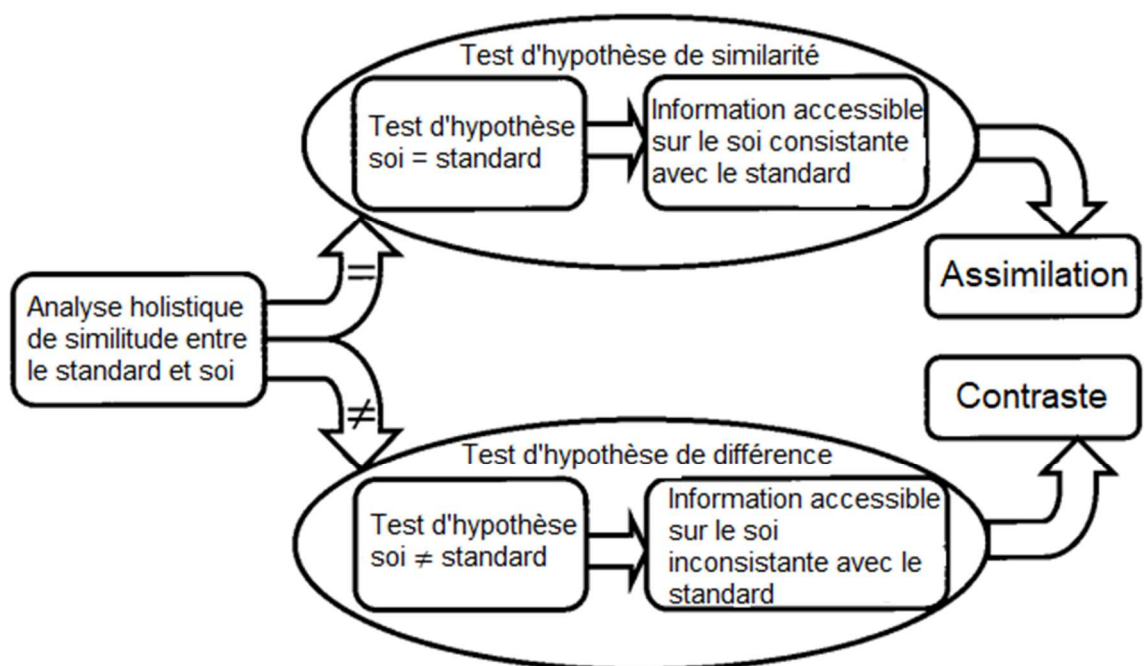 Test d'hypothèse de similarité
Test d'hypothèse
soi = standard
Information accessible
sur le soi consistante
avec le standard
Assimilation
=
Analyse holistique
de similitude entre
le standard et soi
≠
Contraste
Test d'hypothèse de différence
Test d'hypothèse
soi ≠ standard
Information accessible
sur le soi
inconsistante avec le
standard